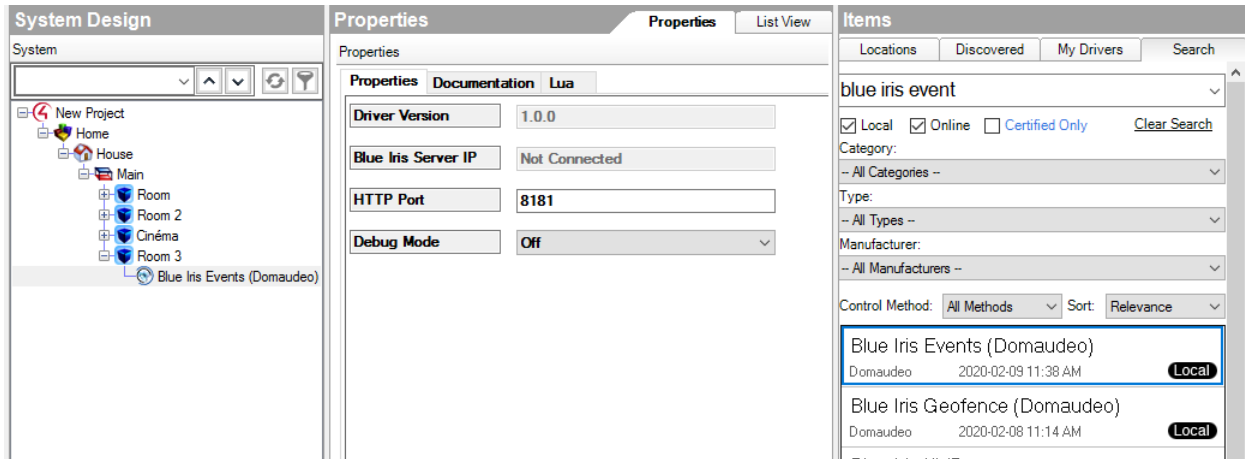 System Design
System
New Project
Home
House
Main
Room
Room 2
Cinéma
Room 3
Blue Iris Events (Domaudeo)
Properties
Properties
List View
Properties
Properties Documentation Lua
Driver Version 1.0.0
Blue Iris Server IP Not Connected
HTTP Port 8181
Debug Mode Off
Items
Locations Discovered My Drivers Search
blue iris event
Local Online Certified Only Clear Search
Category:
-- All Categories --
Type:
-- All Types --
Manufacturer:
-- All Manufacturers --
Control Method: All Methods Sort: Relevance
Blue Iris Events (Domaudeo)
Domaudeo 2020-02-09 11:38 AM Local
Blue Iris Geofence (Domaudeo)
Domaudeo 2020-02-08 11:14 AM Local